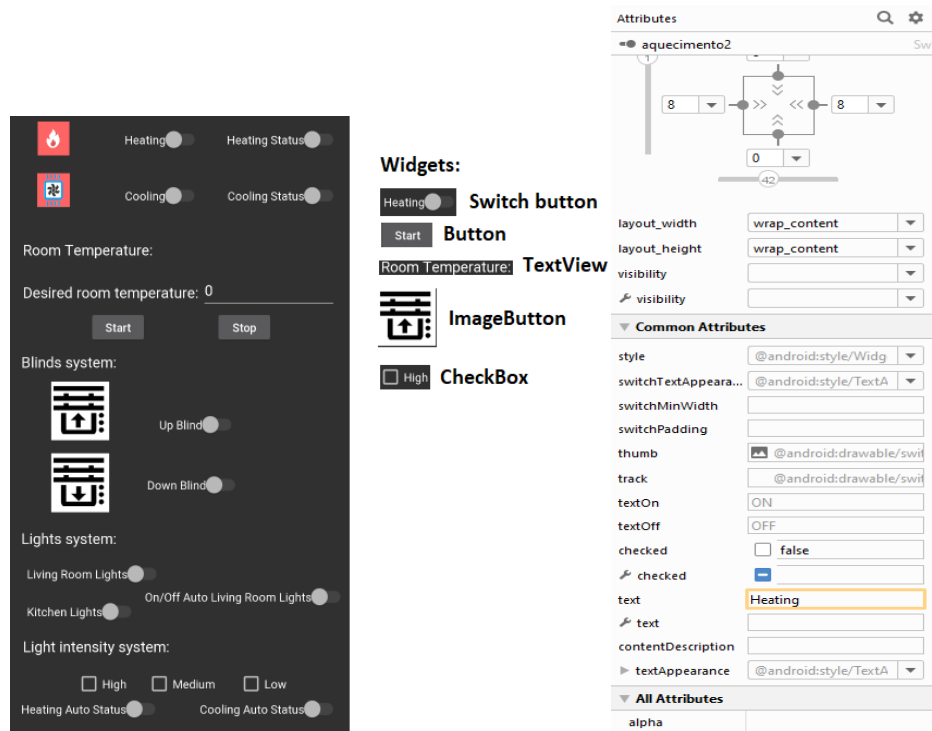 Heating
Heating Status
Cooling
Cooling Status
Room Temperature:
Desired room temperature: 0
Start
Stop
Blinds system:
Up Blind
Down Blind
Lights system:
Living Room Lights
On/Off Auto Living Room Lights
Kitchen Lights
Light intensity system:
High
Medium
Low
Heating Auto Status
Cooling Auto Status
Widgets:
Heating
Switch button
Start
Button
Room Temperature:
TextView
ImageButton
High
CheckBox
Attributes
aquecimento2
Sw
1
8
8
0
42
layout_width
wrap_content
layout_height
wrap_content
visibility
visibility
Common Attributes
style
@android:style/Widg
switchTextAppeara...
@android:style/TextA
switchMinWidth
switchPadding
thumb
@android:drawable/swit
track
@android:drawable/swit
textOn
ON
textOff
OFF
checked
false
checked
text
Heating
text
contentDescription
textAppearance
@android:style/TextA
All Attributes
alpha